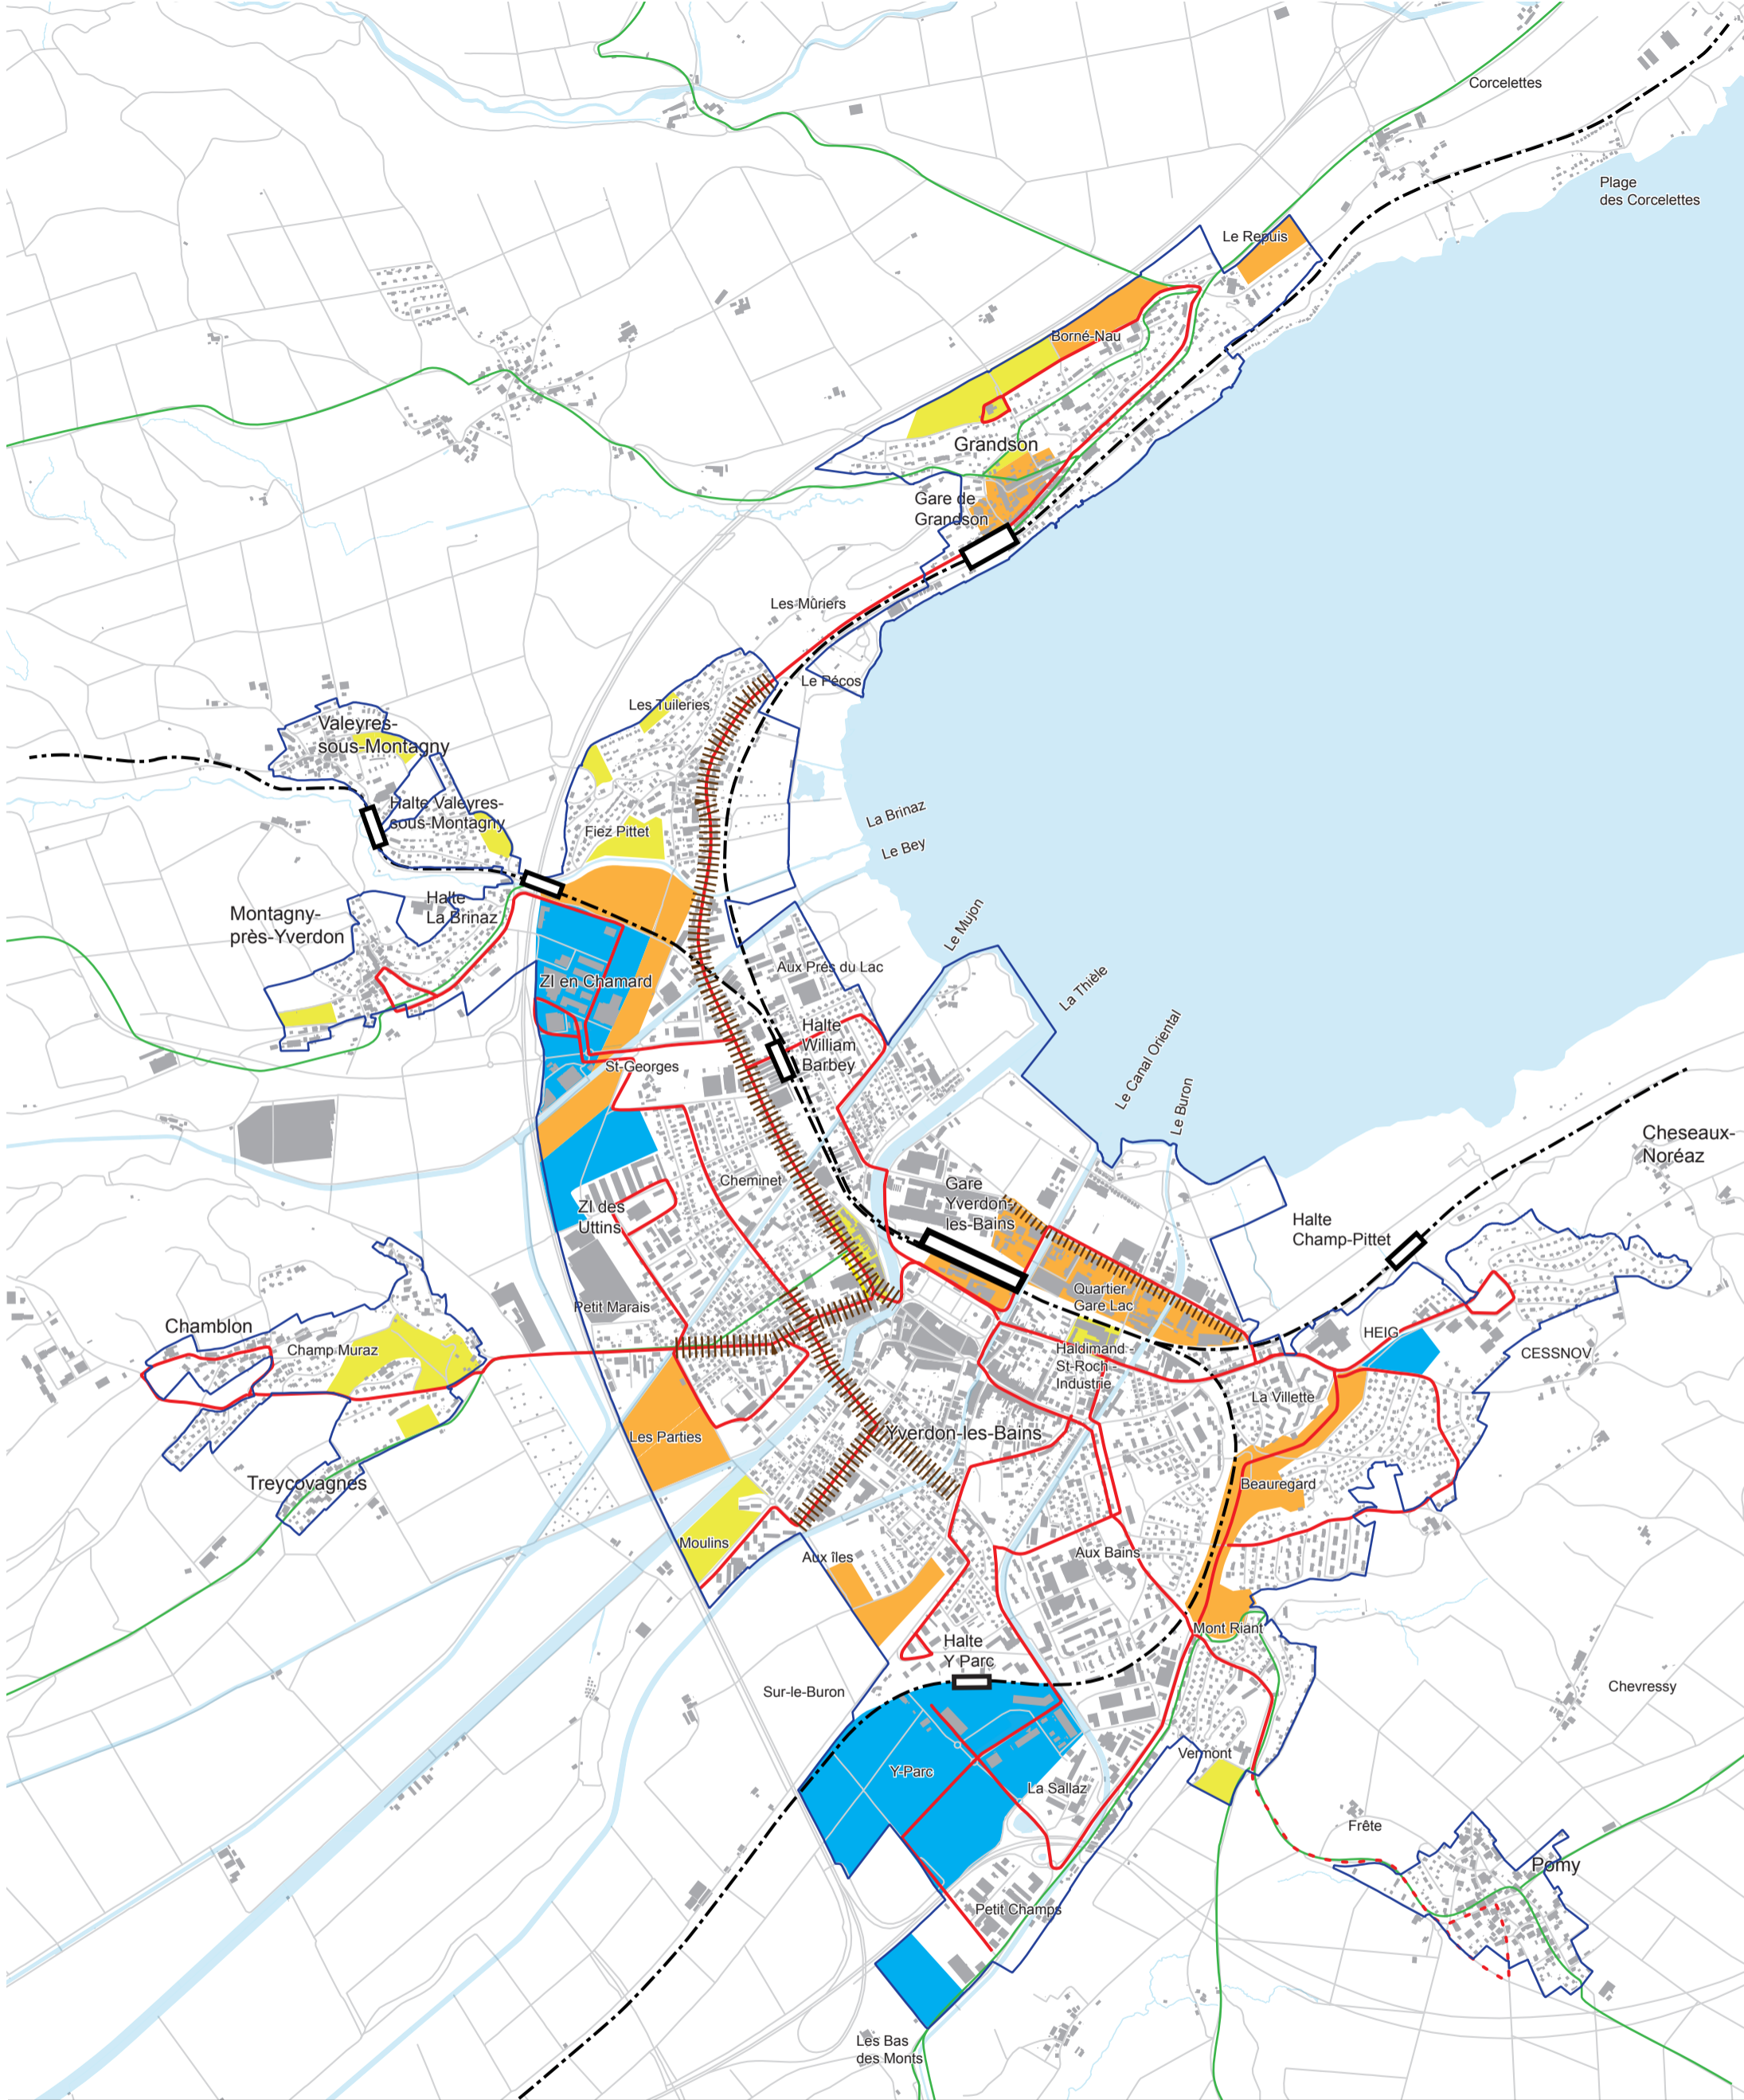 Corcelettes
Plage
des Corcelettes
Le Repuis
Borné-Nau
Grandson
Gare de
Grandson
Les Mûriers
Le Pécos
Les Tuileries
Valeyres-
sous-Montagny
Halte Valeyres-
sous-Montagny
Fiez Pittet
La Brinaz
Le Bey
Halte
La Brinaz
Montagny-
près-Yverdon
Le Mujon
Aux Prés du Lac
ZI en Chamard
La Thièle
Halte
William
Barbey
Le Canal Oriental
St-Georges
Le Buron
Cheseaux-
Noréaz
Cheminet
Gare
Yverdon-
les-Bains
ZI des
Uttins
Halte
Champ-Pittet
Quartier
Gare Lac
Petit Marais
Chamblon
Champ Muraz
HEIG
Haldimand -
St-Roch -
Industrie
CESSNOV
La Villette
Les Parties
Yverdon-les-Bains
Treycovagnes
Beauregard
Moulins
Aux îles
Aux Bains
Mont Riant
Halte
Y Parc
Sur-le-Buron
Chevressy
Vermont
Y-Parc
La Sallaz
Frête
Pomy
Petit Champs
Les Bas
des Monts